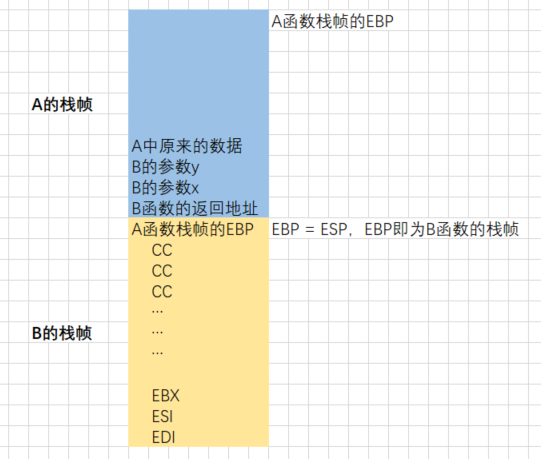 A函数栈帧的EBP
A的栈帧
A中原来的数据
B的参数y
B的参数x
B函数的返回地址
A函数栈帧的EBP
EBP = ESP，EBP即为B函数的栈帧
CC
CC
CC
...
...
B的栈帧
...
EBX
ESI
EDI